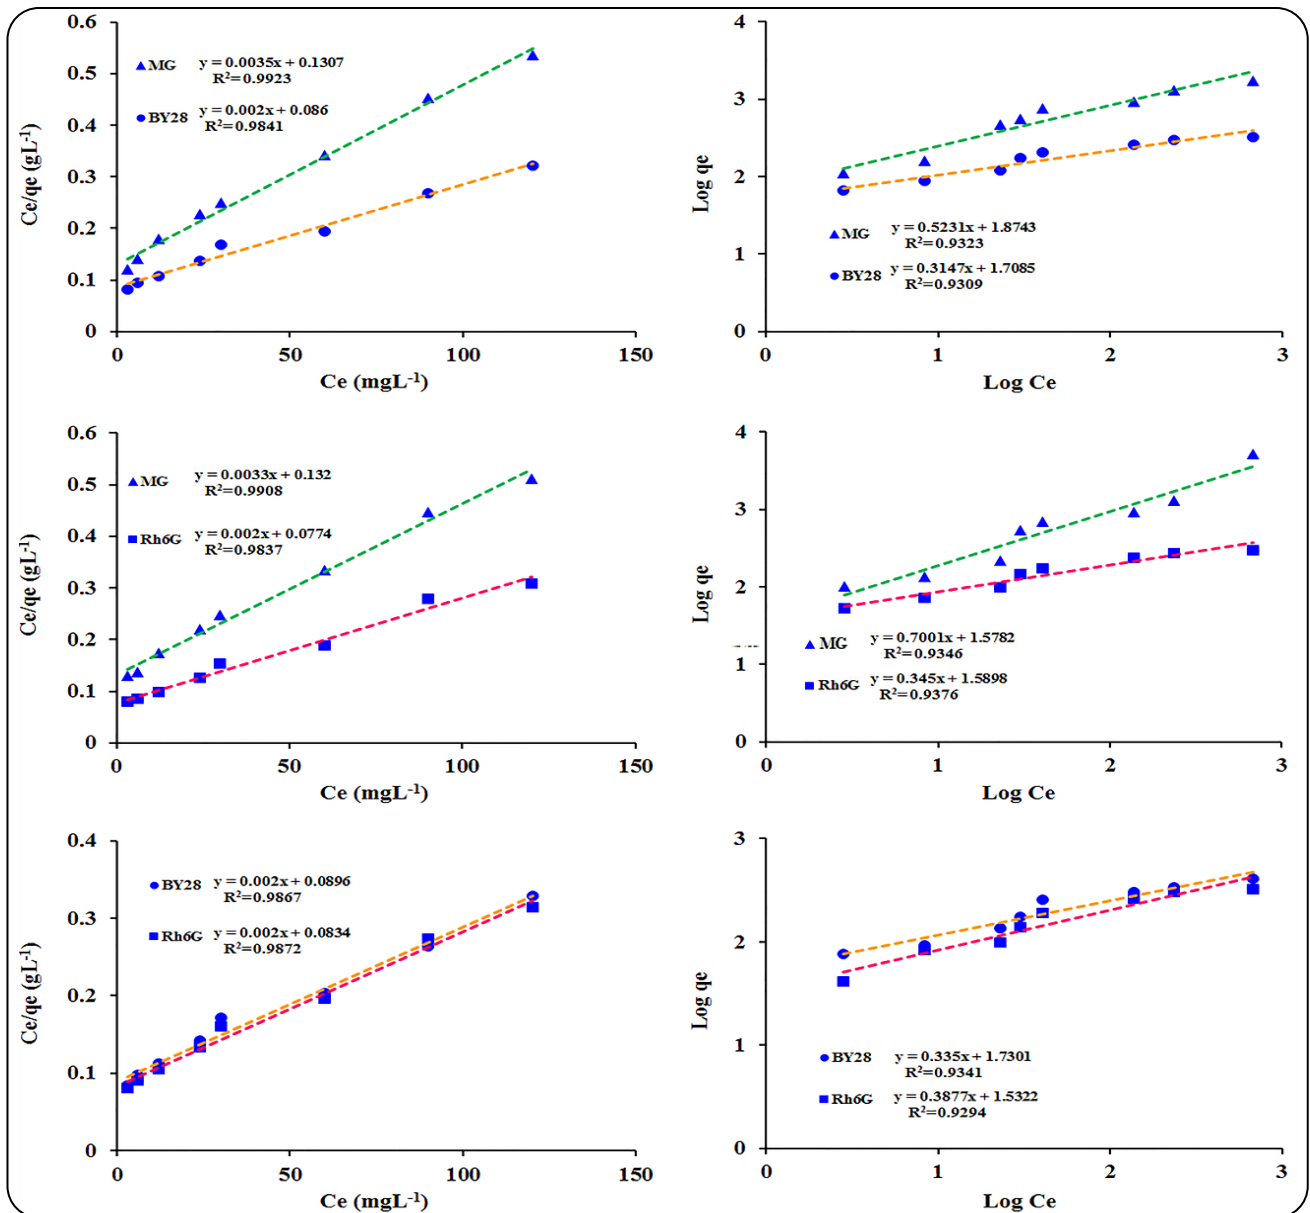 0.6
0.5
0.4
0.3
0.2
0.1
0
Ce/qe (gL-1)
MG y = 0.0035x + 0.1307
R2=0.9923
BY28 y = 0.002x + 0.086
R2=0.9841
0 50 100 150
Ce (mgL-1)
4
3
2
1
0
Log qe
MG y = 0.5231x + 1.8743
R2=0.9323
BY28 y = 0.3147x + 1.7085
R2=0.9309
0 1 2 3
Log Ce
0.6
0.5
0.4
0.3
0.2
0.1
0
Ce/qe (gL-1)
MG y = 0.0033x + 0.132
R2=0.9908
Rh6G y = 0.002x + 0.0774
R2=0.9837
0 50 100 150
Ce (mgL-1)
4
3
2
1
0
Log qe
MG y = 0.7001x + 1.5782
R2=0.9346
Rh6G y = 0.345x + 1.5898
R2=0.9376
0 1 2 3
Log Ce
0.4
0.3
0.2
0.1
0
Ce/qe (gL-1)
BY28 y = 0.002x + 0.0896
R2=0.9867
Rh6G y = 0.002x + 0.0834
R2=0.9872
0 50 100 150
Ce (mgL-1)
3
2
1
0
Log qe
BY28 y = 0.335x + 1.7301
R2=0.9341
Rh6G y = 0.3877x + 1.5322
R2=0.9294
0 1 2 3
Log Ce